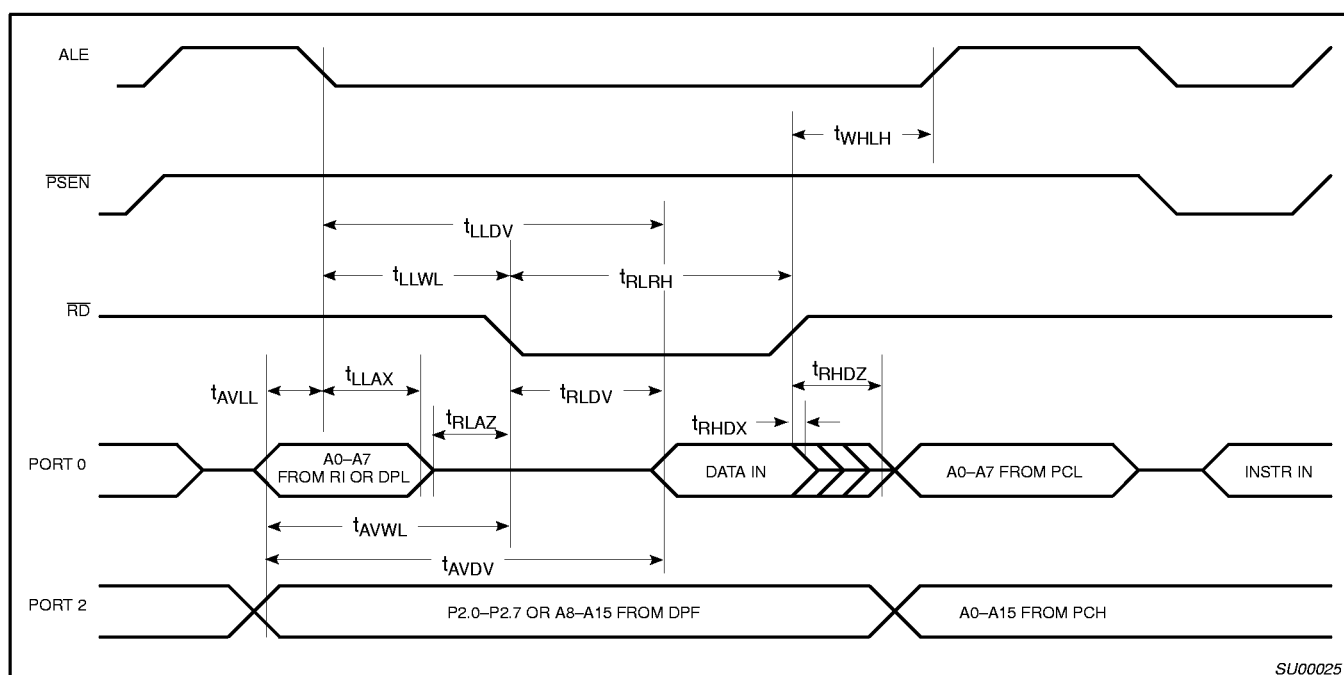 ALE
tWHLH
PSEN
tLLDV
tLLWL
tRLRH
RD
tAVLL
tLLAX
tRLDV
tRHDZ
tRLAZ
tRHDX
PORT 0
A0–A7
FROM RI OR DPL
DATA IN
A0–A7 FROM PCL
INSTR IN
tAVWL
tAVDV
PORT 2
P2.0–P2.7 OR A8–A15 FROM DPF
A0–A15 FROM PCH
SU00025